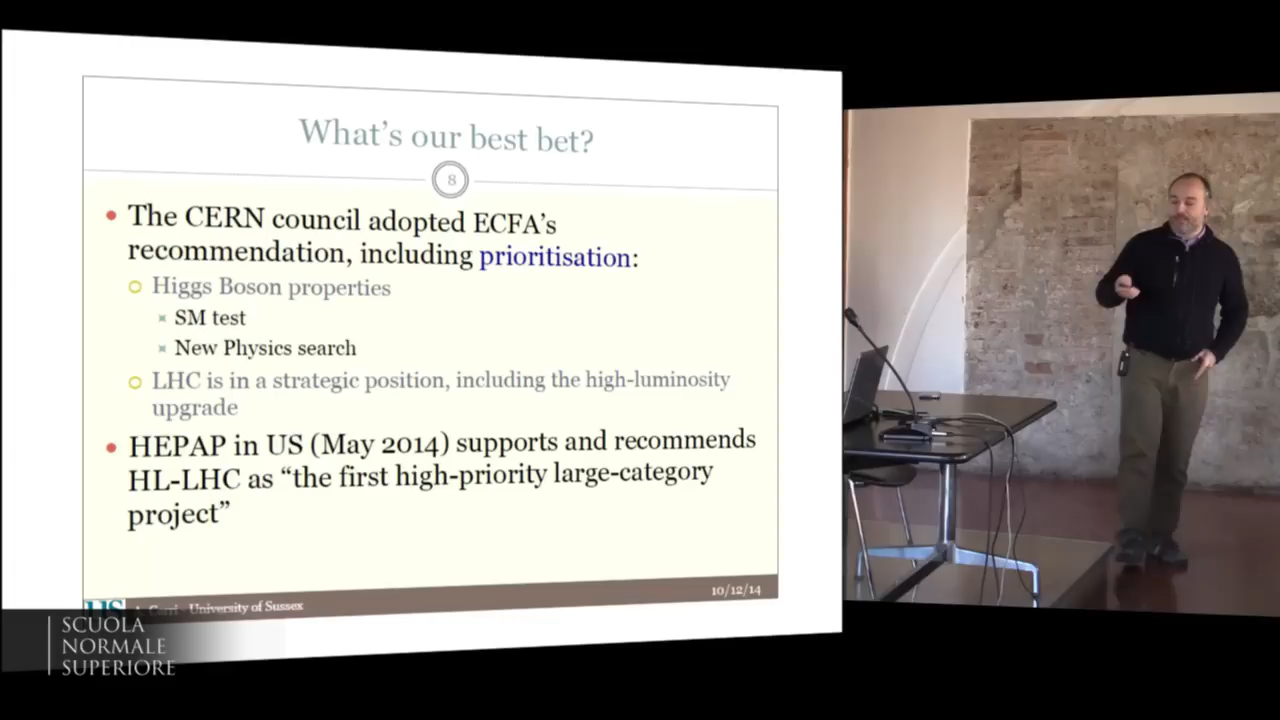 What's our best bet?
8
• The CERN council adopted ECFA's
recommendation, including prioritisation:
Higgs Boson properties
SM test
New Physics search
LHC is in a strategic position, including the high-luminosity
upgrade
• HEPAP in US (May 2014) supports and recommends
HL-LHC as “the first high-priority large-category
project”
University of Sussex
10/12/14
SCUOLA
NORMALE
SUPERIORE